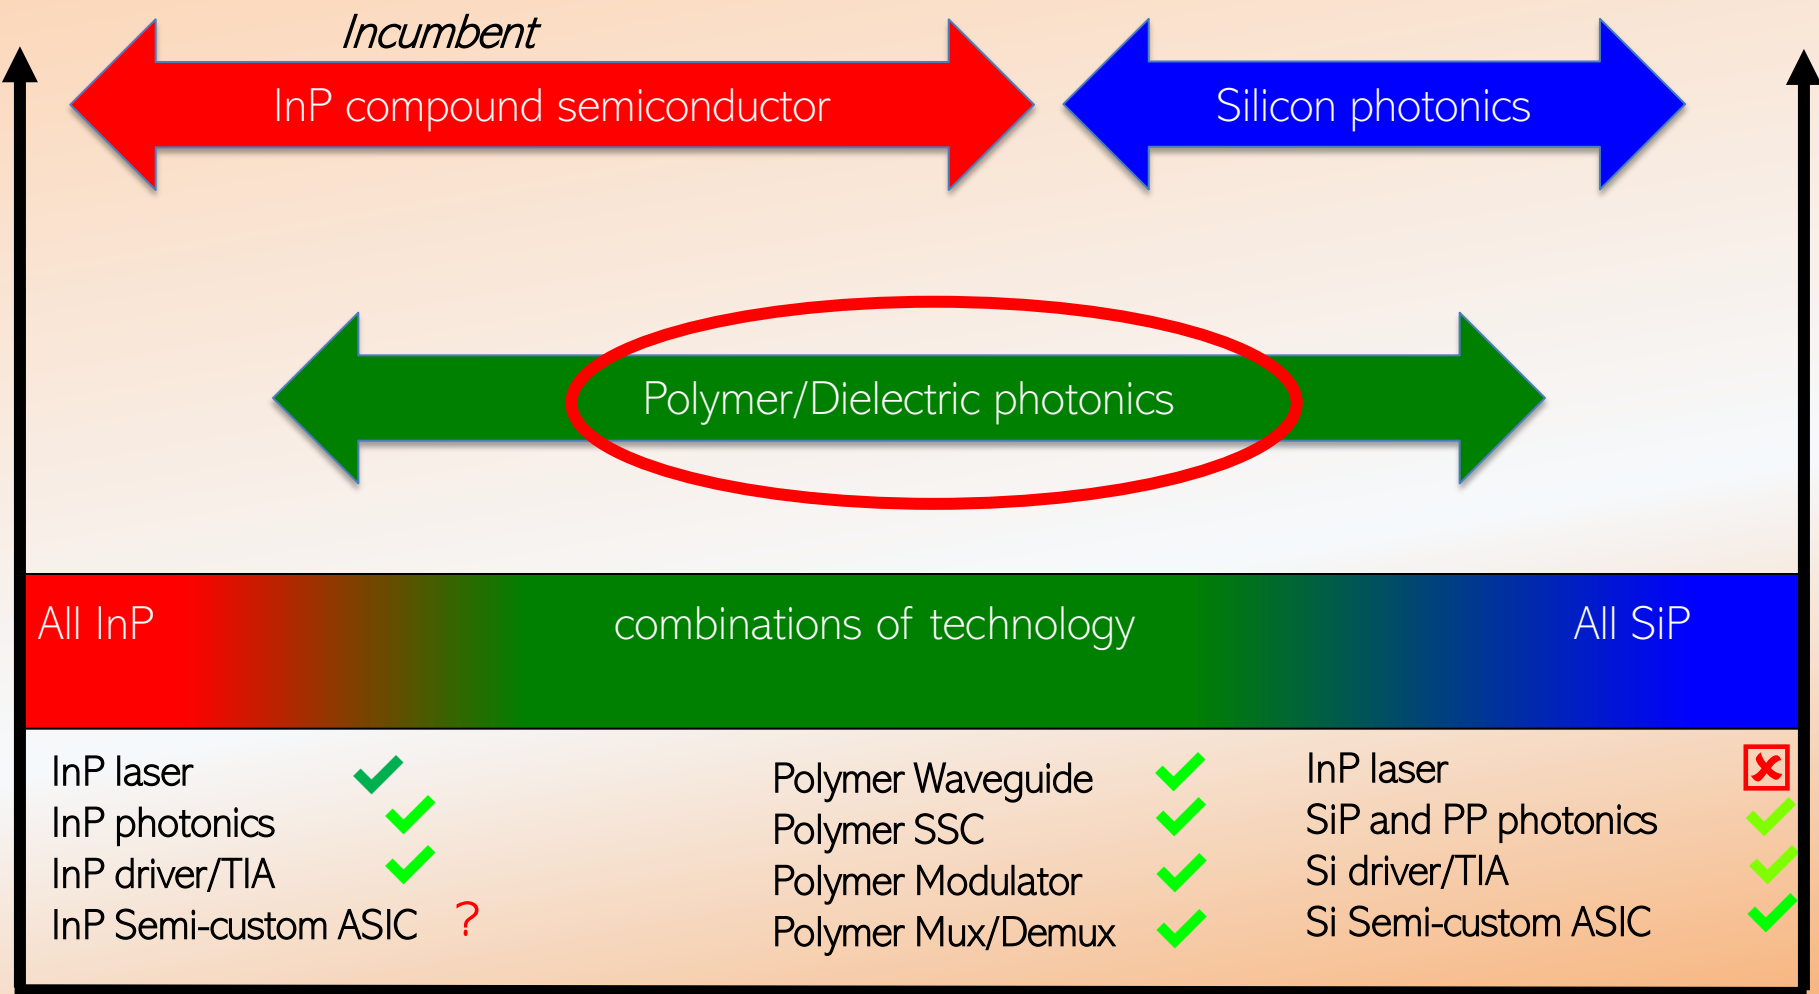 Incumbent
InP compound semiconductor
Silicon photonics
Polymer/Dielectric photonics
All InP
combinations of technology
All SiP
InP laser
InP photonics
InP driver/TIA
InP Semi-custom ASIC ?
Polymer Waveguide
Polymer SSC
Polymer Modulator
Polymer Mux/Demux
InP laser
SiP and PP photonics
Si driver/TIA
Si Semi-custom ASIC